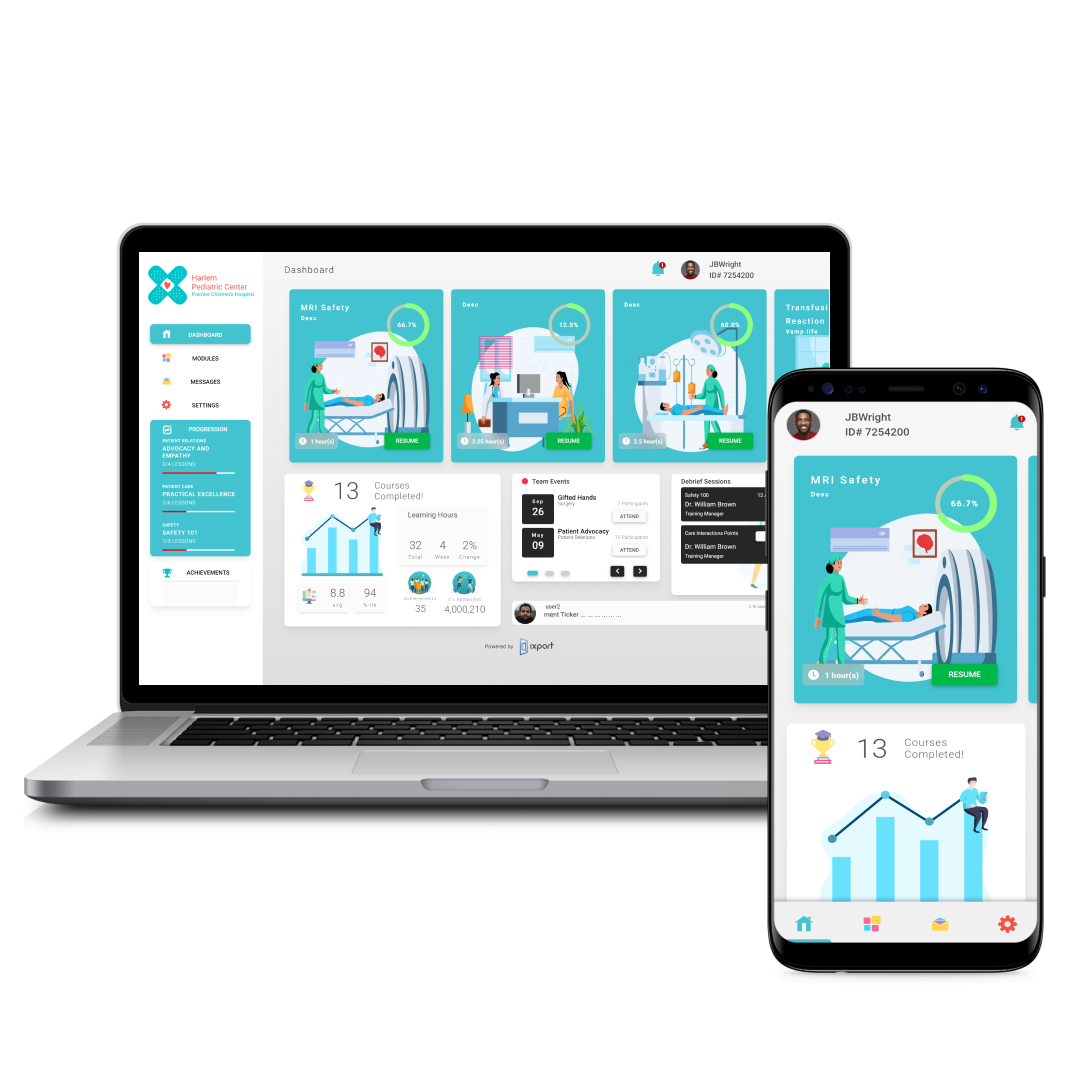 Harlem
Pediatric Center
Premier Children's Hospital
DASHBOARD
MODULES
MESSAGES
SETTINGS
PROGRESSION
PATIENT RELATIONS
ADVOCACY AND
EMPATHY
3/4 LESSONS
PATIENT CARE
PRACTICAL EXCELLENCE
2/6 LESSONS
SAFETY
SAFETY 101
1/3 LESSONS
ACHIEVEMENTS
Dashboard
JBWright
ID# 7254200
MRI Safety
Desc
66.7%
1 hour(s)
RESUME
Desc
12.5%
2.25 hour(s)
RESUME
Desc
60.0%
2.5 hour(s)
RESUME
Transfusi
Reaction
Vamp life
13
Courses
Completed!
Learning Hours
32 4 2%
Total Week Change
8.8 94
avg %-tile
35 4,000,210
Team Events
Sep
26
Gifted Hands
Surgery
7 Participants
ATTEND
May
09
Patient Advocacy
Patient Relations
10 Participants
ATTEND
Debrief Sessions
Safety 100
Dr. William Brown
Training Manager
Care Interactions Points
Dr. William Brown
Training Manager
user2
ment Ticker ... ... ... ... ... ...
Powered by ixport
JBWright
ID# 7254200
MRI Safety
Desc
66.7%
1 hour(s)
RESUME
13
Courses
Completed!